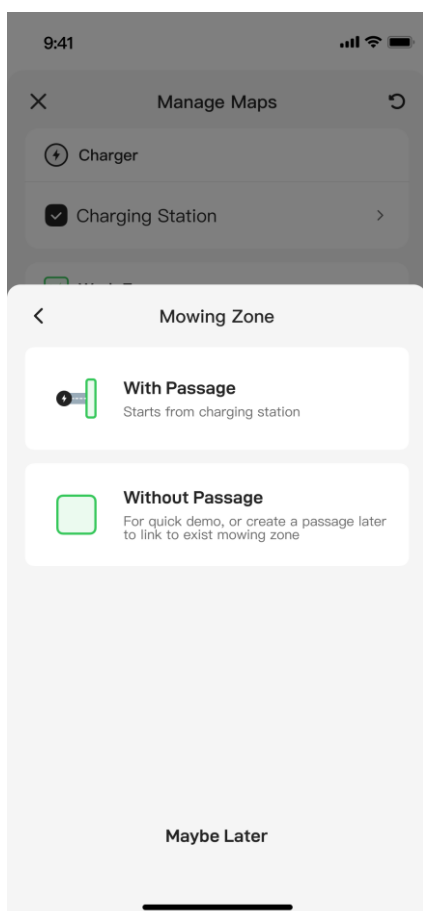 9:41
Manage Maps
Charger
Charging Station
Mowing Zone
With Passage
Starts from charging station
Without Passage
For quick demo, or create a passage later
to link to exist mowing zone
Maybe Later